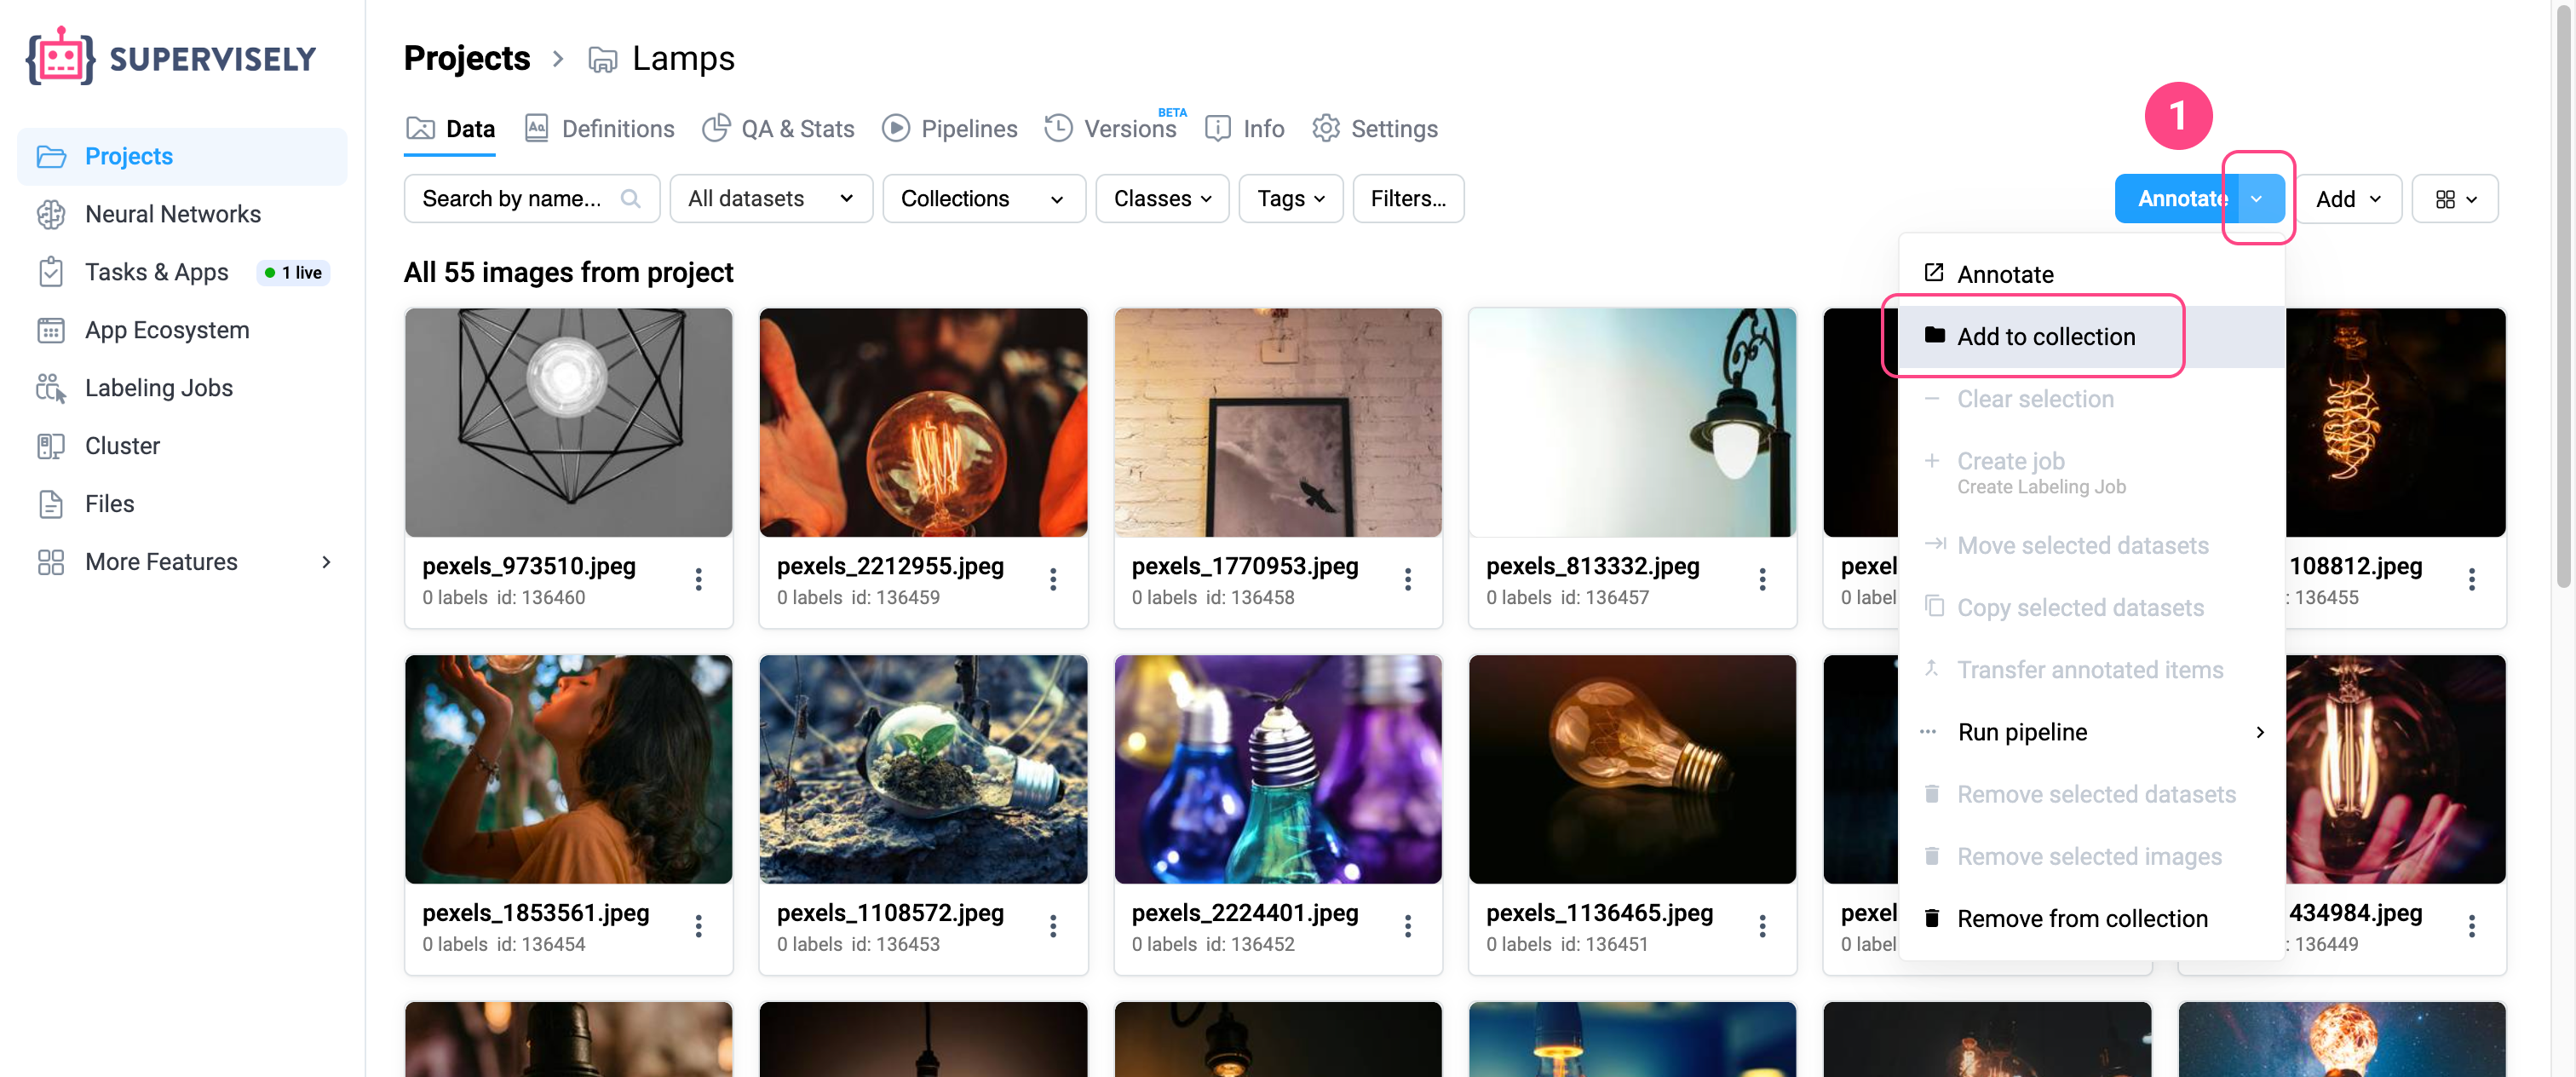 SUPERVISELY
Projects
Neural Networks
Tasks & Apps 1 live
App Ecosystem
Labeling Jobs
Cluster
Files
More Features
Projects > Lamps
Data Definitions QA & Stats Pipelines Versions BETA Info Settings
1
Search by name... All datasets Collections Classes Tags Filters... Annotate Add
All 55 images from project
Annotate
Add to collection
Clear selection
Create job
Create Labeling Job
Move selected datasets
Copy selected datasets
Transfer annotated items
Run pipeline
Remove selected datasets
Remove selected images
Remove from collection
pexels_973510.jpeg
0 labels id: 136460
pexels_2212955.jpeg
0 labels id: 136459
pexels_1770953.jpeg
0 labels id: 136458
pexels_813332.jpeg
0 labels id: 136457
pexel
0 label
108812.jpeg
: 136455
pexels_1853561.jpeg
0 labels id: 136454
pexels_1108572.jpeg
0 labels id: 136453
pexels_2224401.jpeg
0 labels id: 136452
pexels_1136465.jpeg
0 labels id: 136451
pexel
0 label
434984.jpeg
: 136449